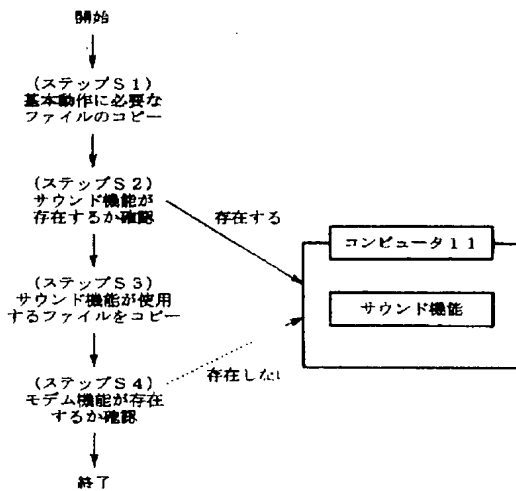 開始
(ステップS1)
基本動作に必要な
ファイルのコピー
(ステップS2)
サウンド機能が
存在するか確認
存在する
コンピュータ11
サウンド機能
(ステップS3)
サウンド機能が使用
するファイルをコピー
存在しない
(ステップS4)
モデム機能が存在
するか確認
終了